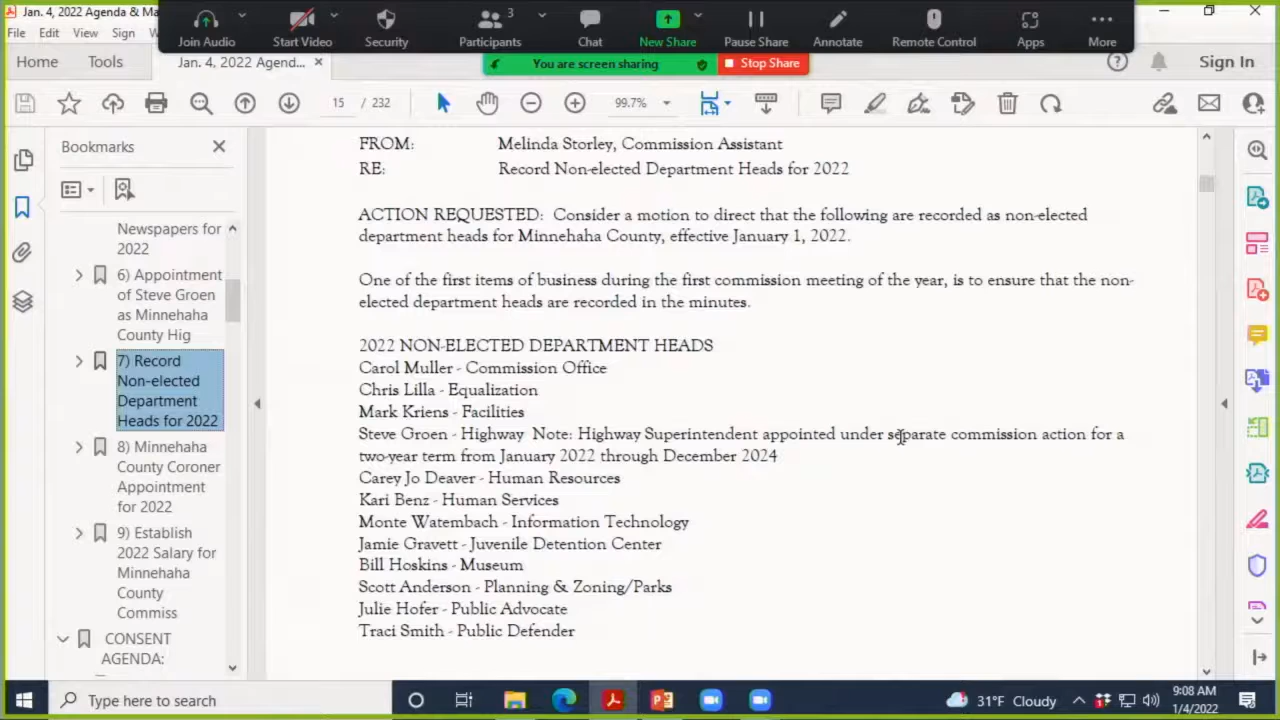 Jan. 4, 2022 Agenda & Ma
File Edit View Sign W
Join Audio Start Video Security Participants 3 Chat New Share Pause Share Annotate Remote Control Apps More
You are screen sharing Stop Share
Home Tools Jan. 4, 2022 Agend... × Sign In
15 / 232 99.7%
Bookmarks
Newspapers for
2022
6) Appointment
of Steve Groen
as Minnehaha
County Hig
7) Record
Non-elected
Department
Heads for 2022
8) Minnehaha
County Coroner
Appointment
for 2022
9) Establish
2022 Salary for
Minnehaha
County
Commiss
CONSENT
AGENDA:
FROM: Melinda Storley, Commission Assistant
RE: Record Non-elected Department Heads for 2022
ACTION REQUESTED: Consider a motion to direct that the following are recorded as non-elected
department heads for Minnehaha County, effective January 1, 2022.
One of the first items of business during the first commission meeting of the year, is to ensure that the non-
elected department heads are recorded in the minutes.
2022 NON-ELECTED DEPARTMENT HEADS
Carol Muller - Commission Office
Chris Lilla - Equalization
Mark Kriens - Facilities
Steve Groen - Highway Note: Highway Superintendent appointed under separate commission action for a
two-year term from January 2022 through December 2024
Carey Jo Deaver - Human Resources
Kari Benz - Human Services
Monte Watembach - Information Technology
Jamie Gravett - Juvenile Detention Center
Bill Hoskins - Museum
Scott Anderson - Planning & Zoning/Parks
Julie Hofer - Public Advocate
Traci Smith - Public Defender
Type here to search
31°F Cloudy
9:08 AM
1/4/2022